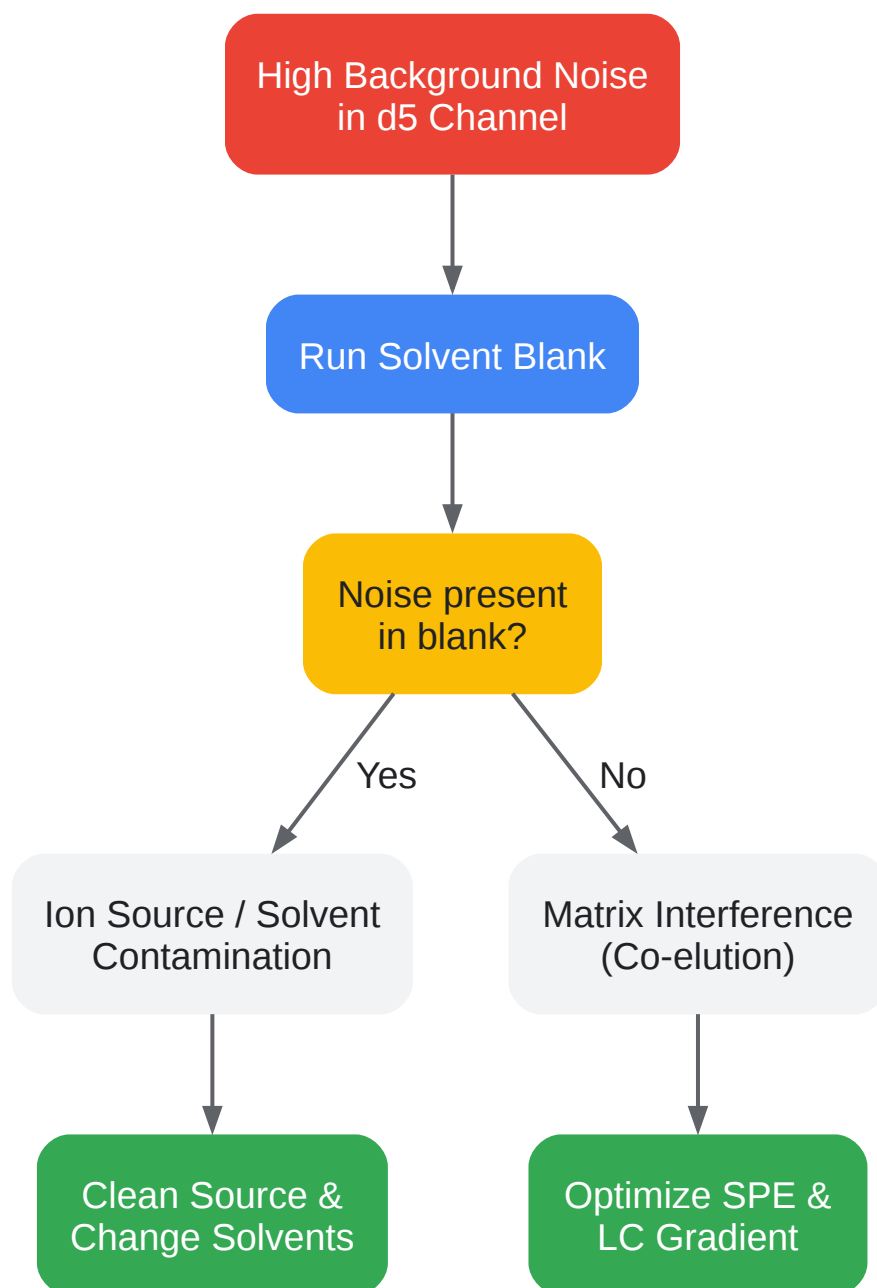 High Background Noise
in d5 Channel
Run Solvent Blank
Noise present
in blank?
Yes
No
Ion Source / Solvent
Contamination
Matrix Interference
(Co-elution)
Clean Source &
Change Solvents
Optimize SPE &
LC Gradient